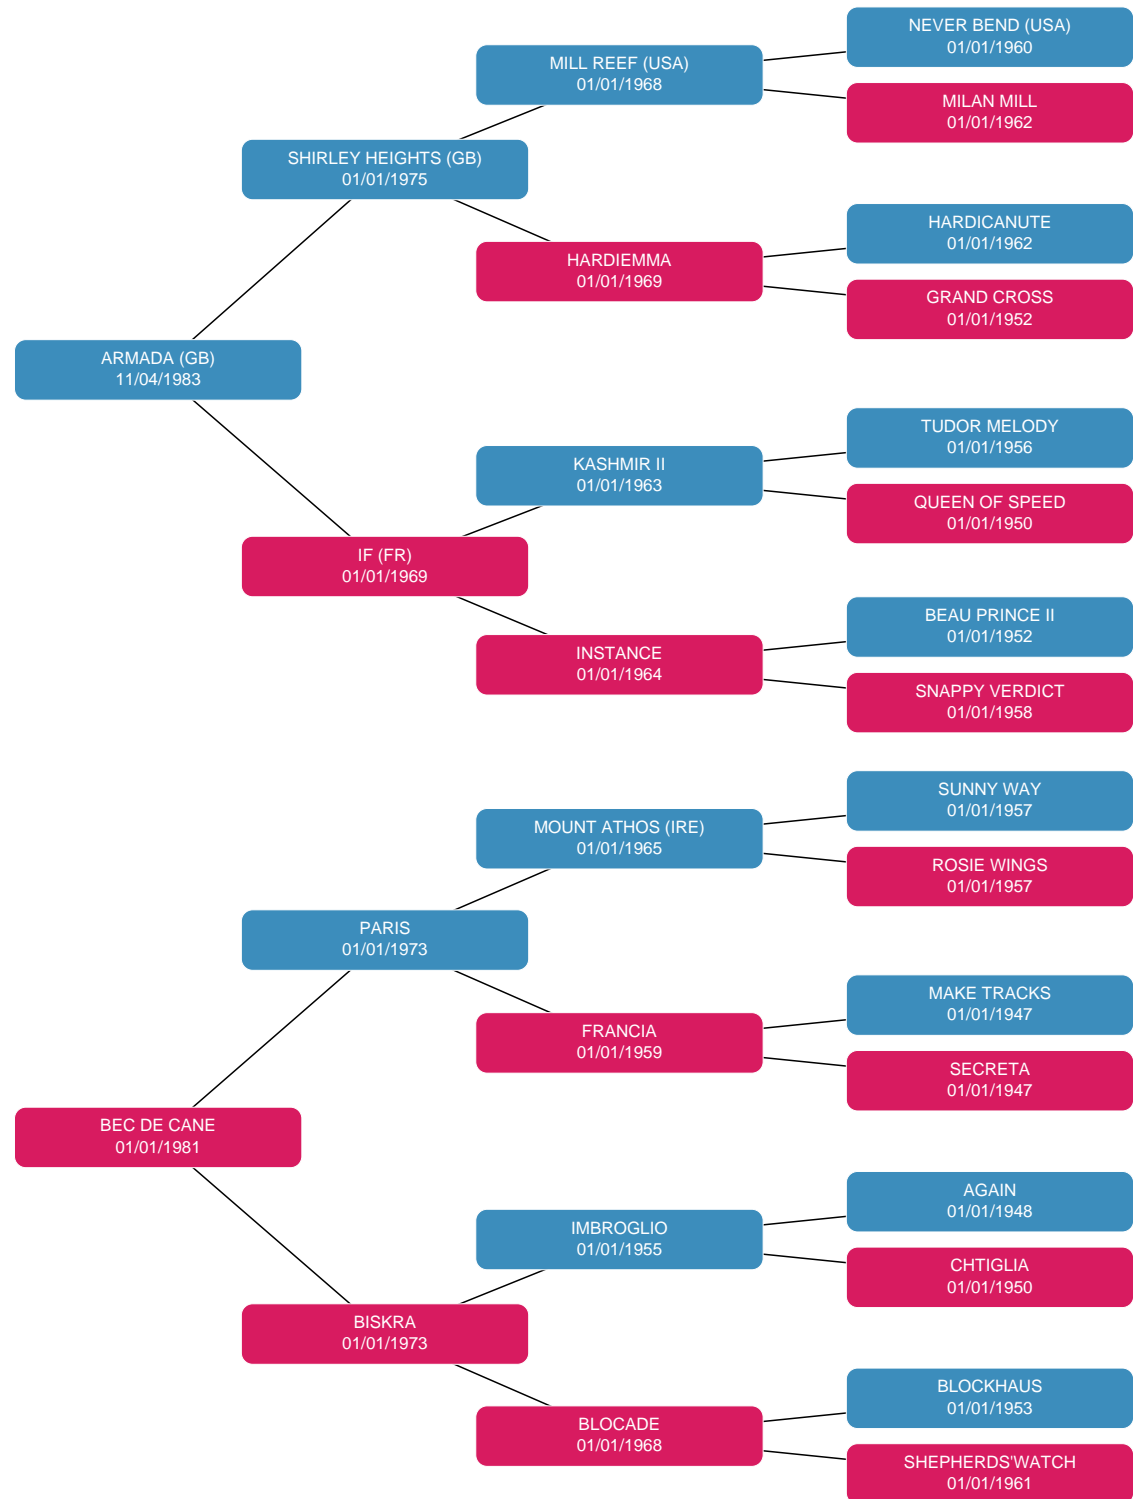 NEVER BEND (USA)
01/01/1960
MILL REEF (USA)
01/01/1968
MILAN MILL
01/01/1962
SHIRLEY HEIGHTS (GB)
01/01/1975
HARDICANUTE
01/01/1962
HARDIEMMA
01/01/1969
GRAND CROSS
01/01/1952
ARMADA (GB)
11/04/1983
TUDOR MELODY
01/01/1956
KASHMIR II
01/01/1963
QUEEN OF SPEED
01/01/1950
IF (FR)
01/01/1969
BEAU PRINCE II
01/01/1952
INSTANCE
01/01/1964
SNAPPY VERDICT
01/01/1958
SUNNY WAY
01/01/1957
MOUNT ATHOS (IRE)
01/01/1965
ROSIE WINGS
01/01/1957
PARIS
01/01/1973
MAKE TRACKS
01/01/1947
FRANCIA
01/01/1959
SECRETA
01/01/1947
BEC DE CANE
01/01/1981
AGAIN
01/01/1948
IMBROGLIO
01/01/1955
CHTIGLIA
01/01/1950
BISKRA
01/01/1973
BLOCKHAUS
01/01/1953
BLOCADE
01/01/1968
SHEPHERDS'WATCH
01/01/1961